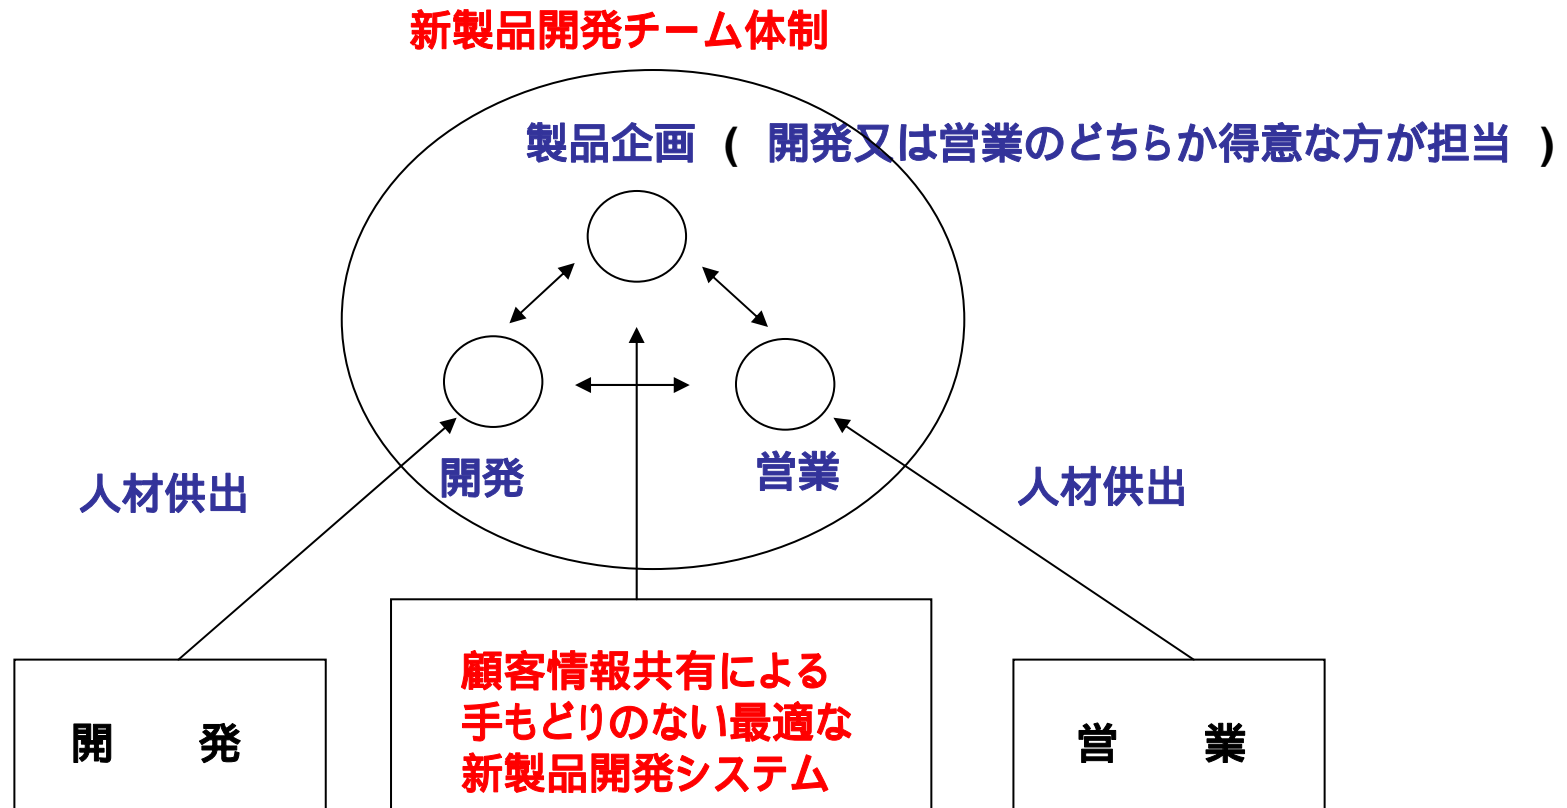 新製品開発チーム体制
製品企画 ( 開発又は営業のどちらか得意な方が担当 )
開発
営業
人材供出
人材供出
顧客情報共有による
手もどりのない最適な
新製品開発システム
開　　発
営　　業